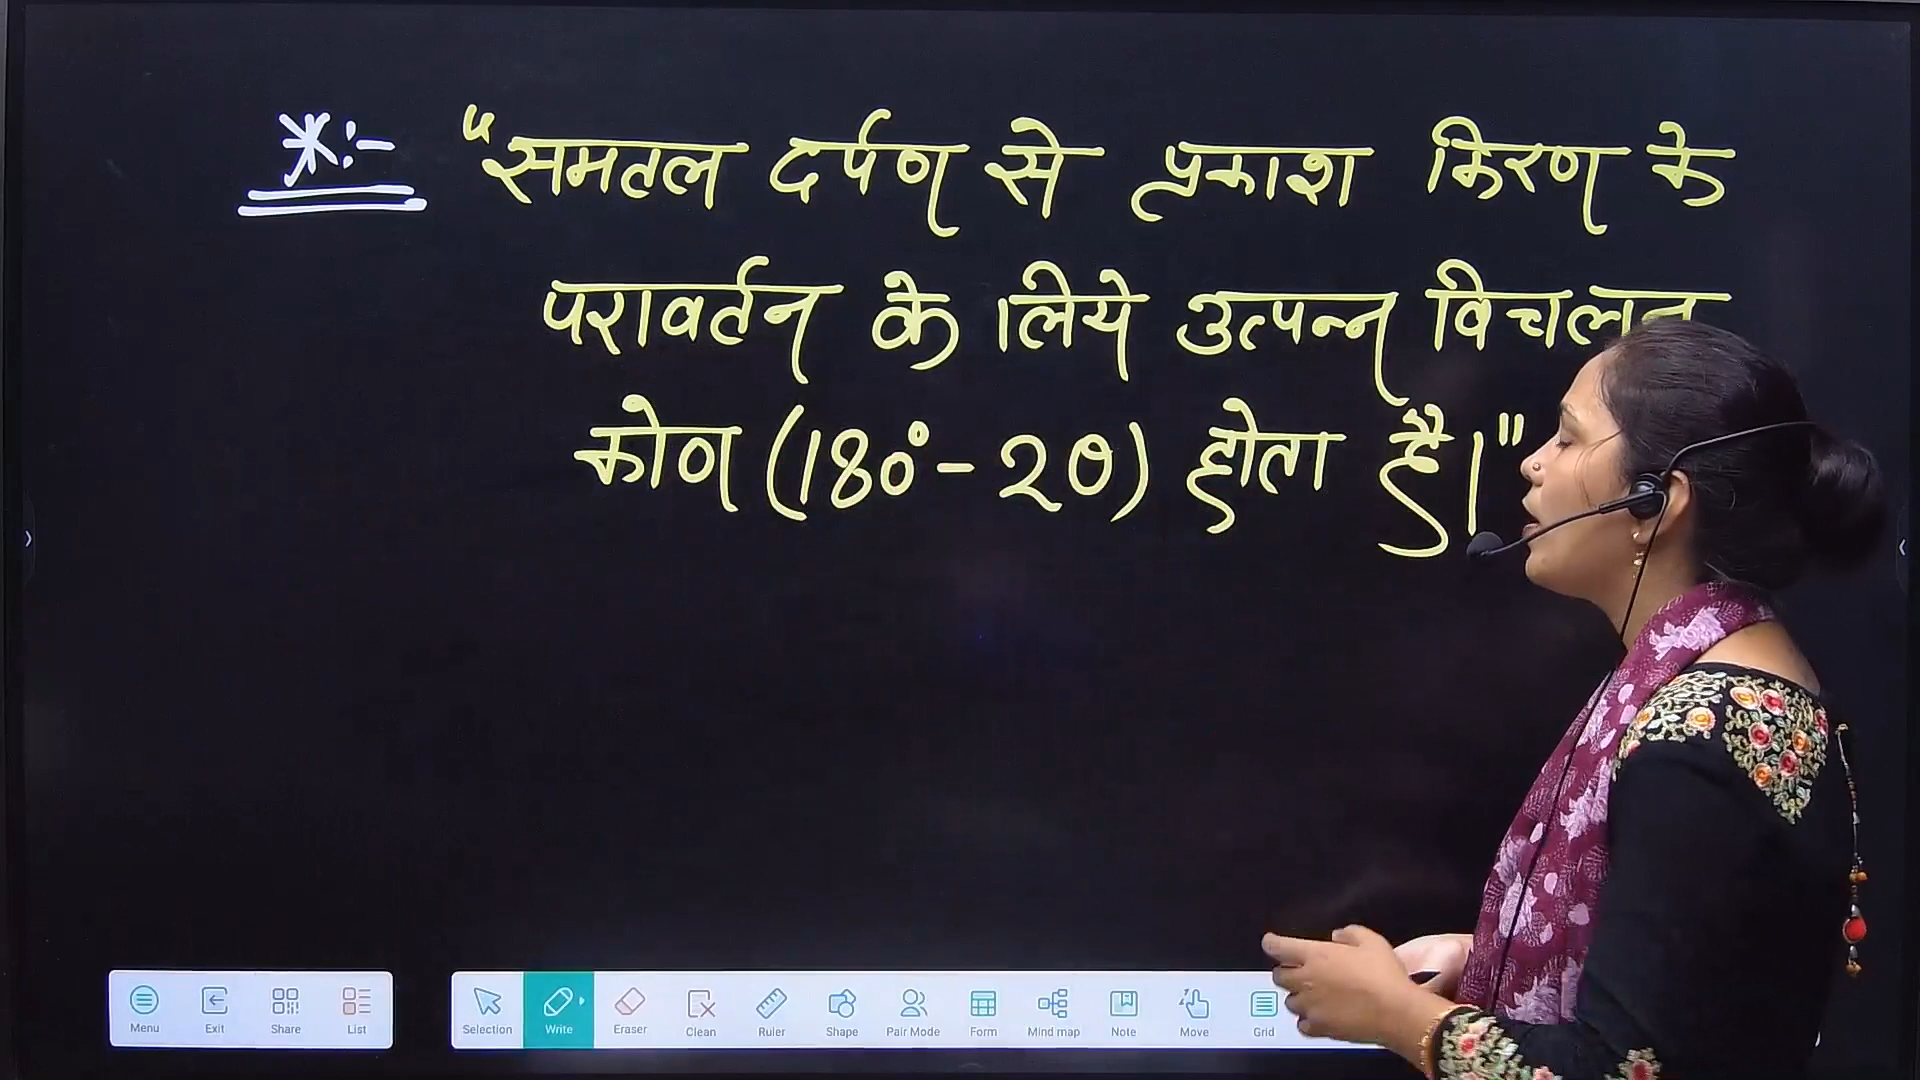 *:- "समतल दर्पण से प्रकाश किरण के
परावर्तन के लिये उत्पन्न विचलन
कोण (180° - 2θ) होता है।"
Menu Exit Share List Selection Write Eraser Clean Ruler Shape Pair Mode Form Mind map Note Move Grid